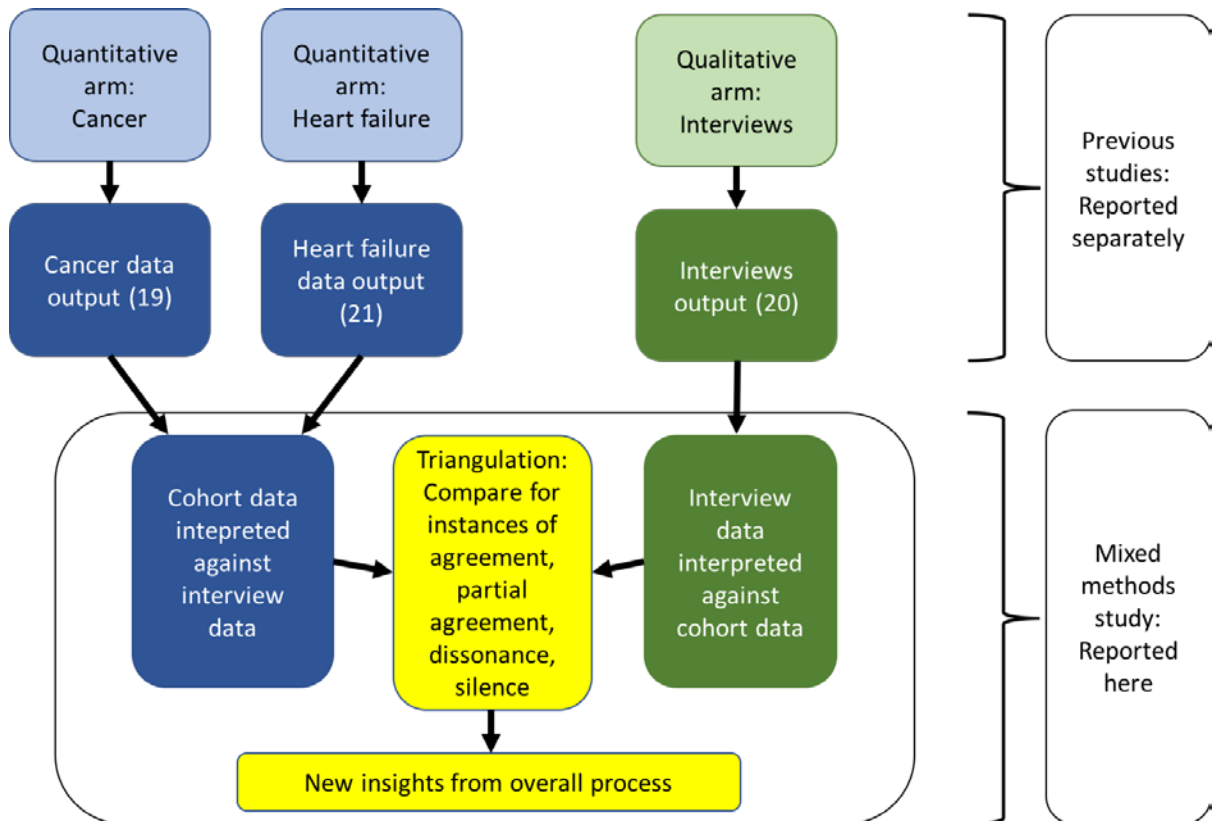 Quantitative
arm:
Cancer
Quantitative
arm:
Heart failure
Qualitative
arm:
Interviews
Previous
studies:
Reported
separately
Cancer data
output (19)
Heart failure
data output
(21)
Interviews
output (20)
Cohort data
intepreted
against
interview
data
Triangulation:
Compare for
instances of
agreement,
partial
agreement,
dissonance,
silence
Interview
data
interpreted
against
cohort data
Mixed
methods
study:
Reported
here
New insights from overall process